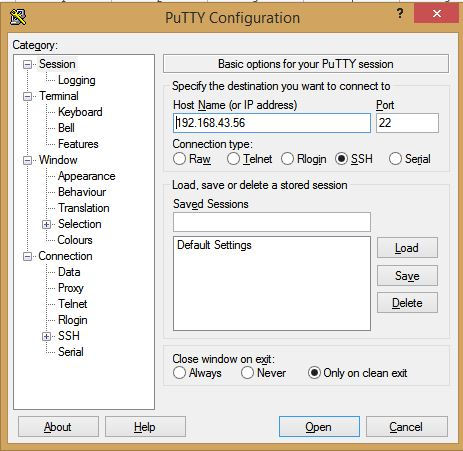 PuTTY Configuration
?
Category:
Session
Logging
Terminal
Keyboard
Bell
Features
Window
Appearance
Behaviour
Translation
Selection
Colours
Connection
Data
Proxy
Telnet
Rlogin
SSH
Serial
Basic options for your PuTTY session
Specify the destination you want to connect to
Host Name (or IP address) Port
192.168.43.56 22
Connection type:
Raw Telnet Rlogin SSH Serial
Load, save or delete a stored session
Saved Sessions
Default Settings
Load
Save
Delete
Close window on exit:
Always Never Only on clean exit
About Help Open Cancel